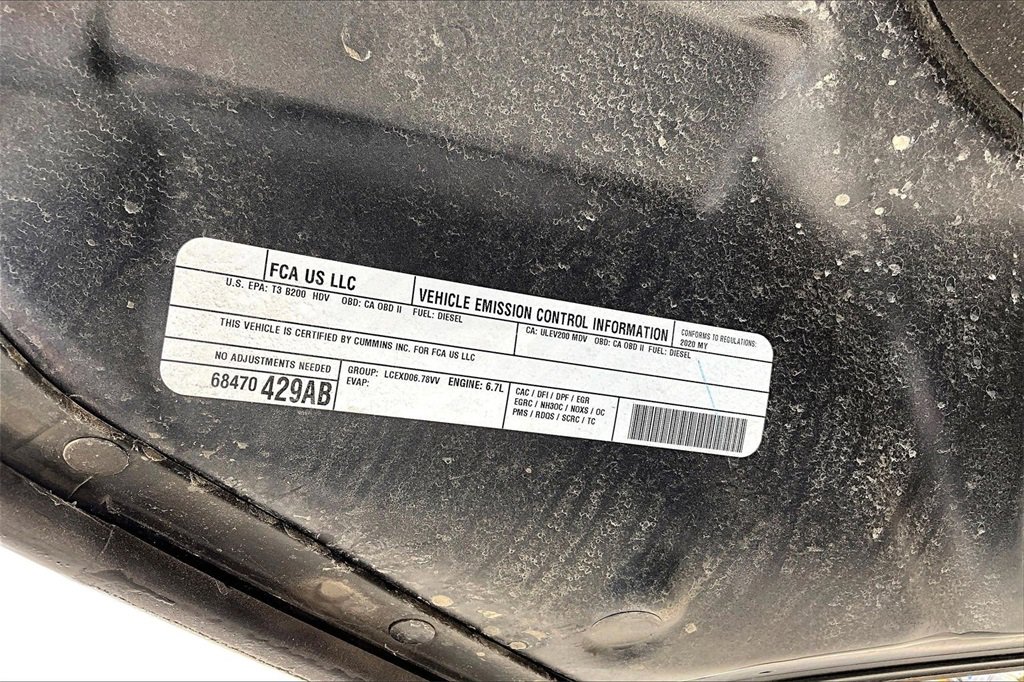 FCA US LLC
VEHICLE EMISSION CONTROL INFORMATION
CONFORMS TO REGULATIONS:
2020 MY
U.S. EPA: T3 B200 HDV OBD: CA OBD II FUEL: DIESEL
CA: ULEV200 MDV OBD: CA OBD II FUEL: DIESEL
THIS VEHICLE IS CERTIFIED BY CUMMINS INC. FOR FCA US LLC
NO ADJUSTMENTS NEEDED
68470 429AB
GROUP: LCEXD06.78VV ENGINE: 6.7L
EVAP:
CAC / DFI / DPF / EGR
EGRC / NH3OC / NOXS / OC
PMS / RDQS / SCRC / TC